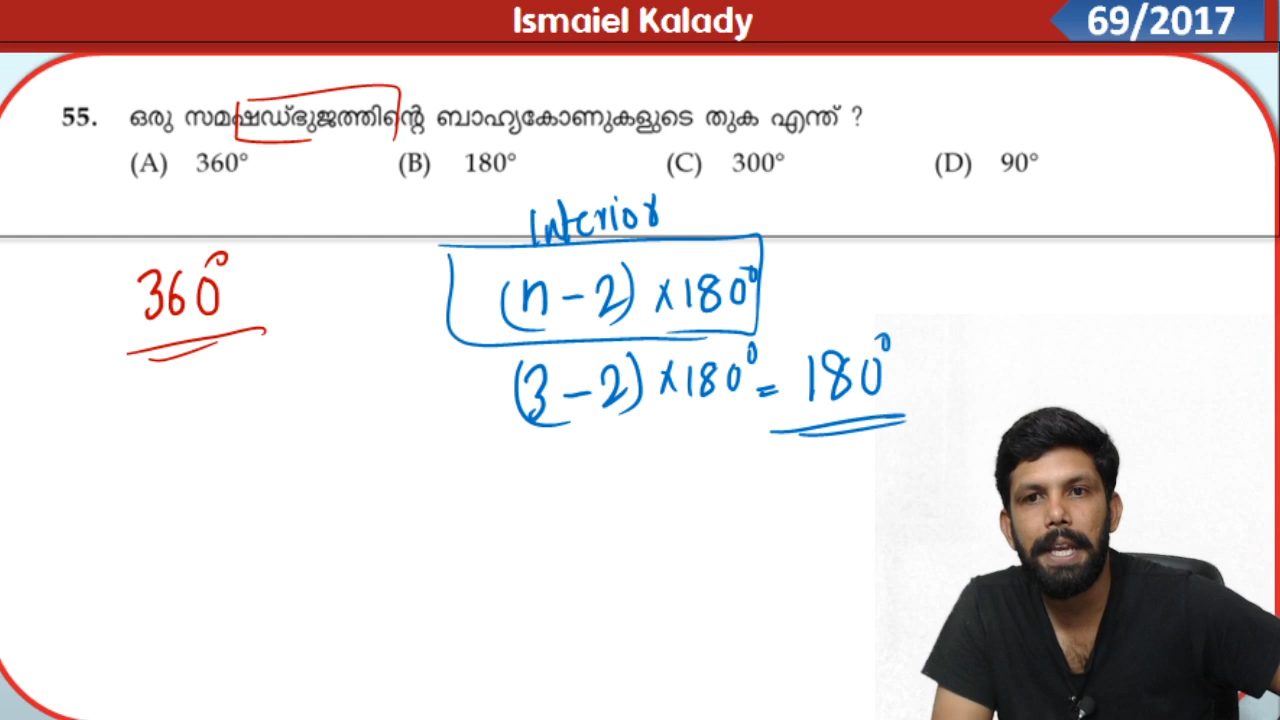 Ismaiel Kalady
69/2017
55. ഒരു സമഷഡ്ഭുജത്തിന്റെ ബാഹ്യകോണുകളുടെ തുക എന്ത് ?
(A) 360° (B) 180° (C) 300° (D) 90°
Interior
360° (n-2) ×180°
(3-2) ×180° = 180°